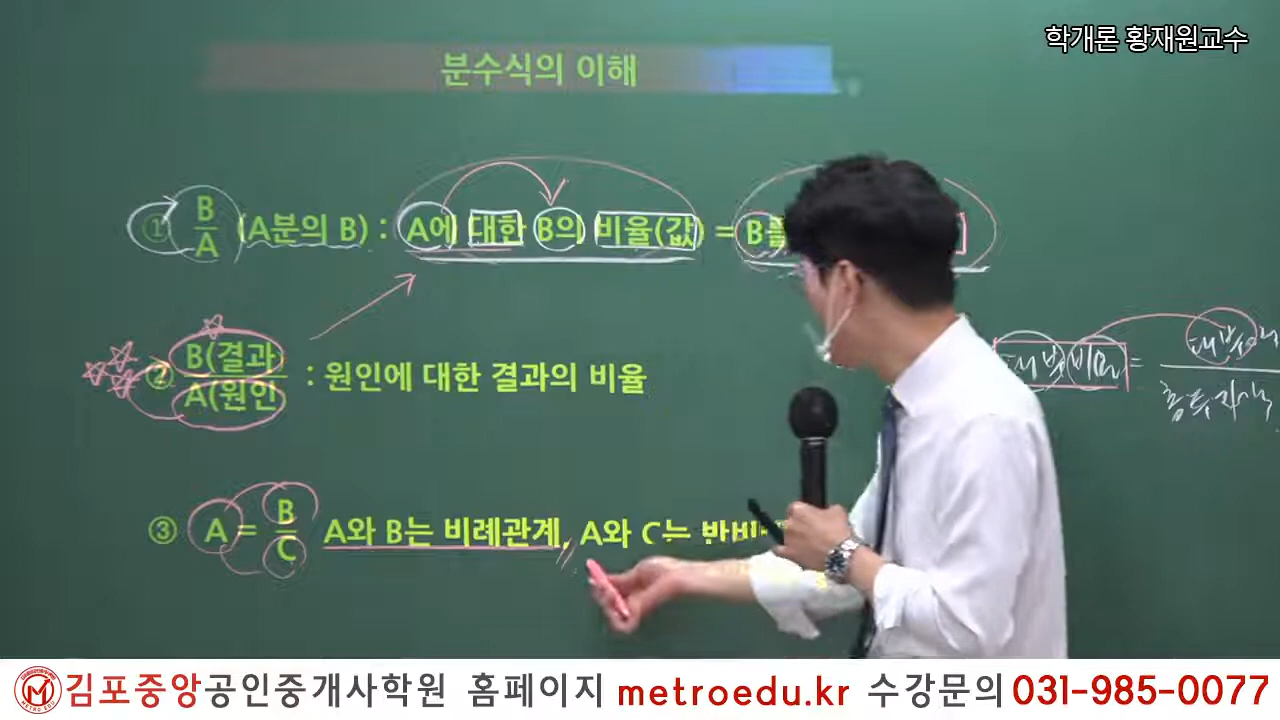 학개론 황재원교수
분수식의 이해
① B/A (A분의 B) : A에 대한 B의 비율(값) = B를
② B(결과)/A(원인 : 원인에 대한 결과의 비율
③ A = B/C A와 B는 비례관계, A와 C는 반비
김포중앙공인중개사학원 홈페이지 metroedu.kr 수강문의 031-985-0077